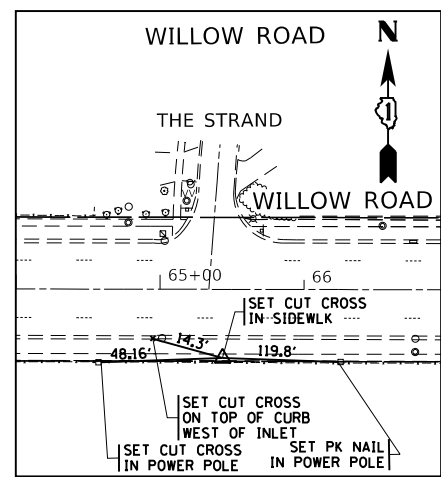 WILLOW ROAD
N
1
THE STRAND
WILLOW ROAD
65+00
66
SET CUT CROSS
IN SIDEWLK
14.3'
48.16'
119.8'
SET CUT CROSS
ON TOP OF CURB
WEST OF INLET
SET CUT CROSS
IN POWER POLE
SET PK NAIL
IN POWER POLE